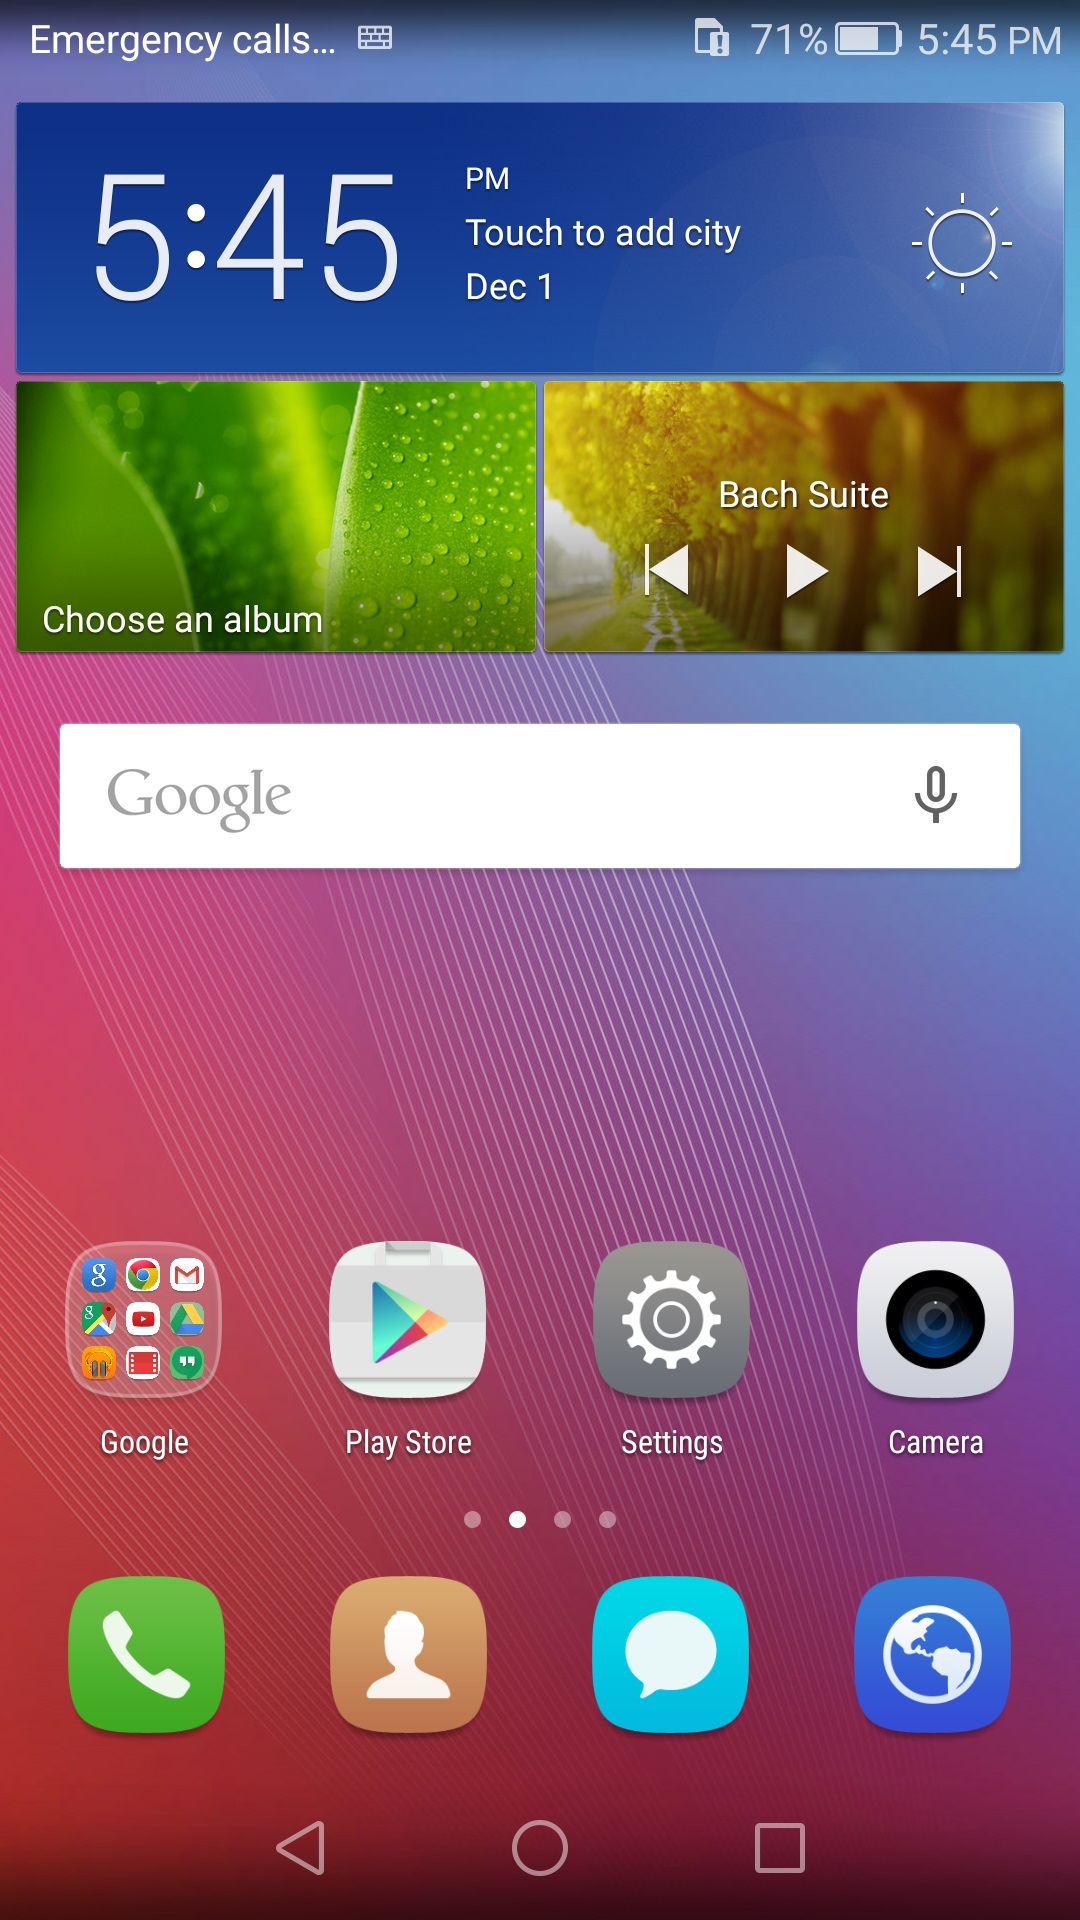 Emergency calls... 71% 5:45 PM
5:45
PM
Touch to add city
Dec 1
Choose an album
Bach Suite
Google
Google Play Store Settings Camera